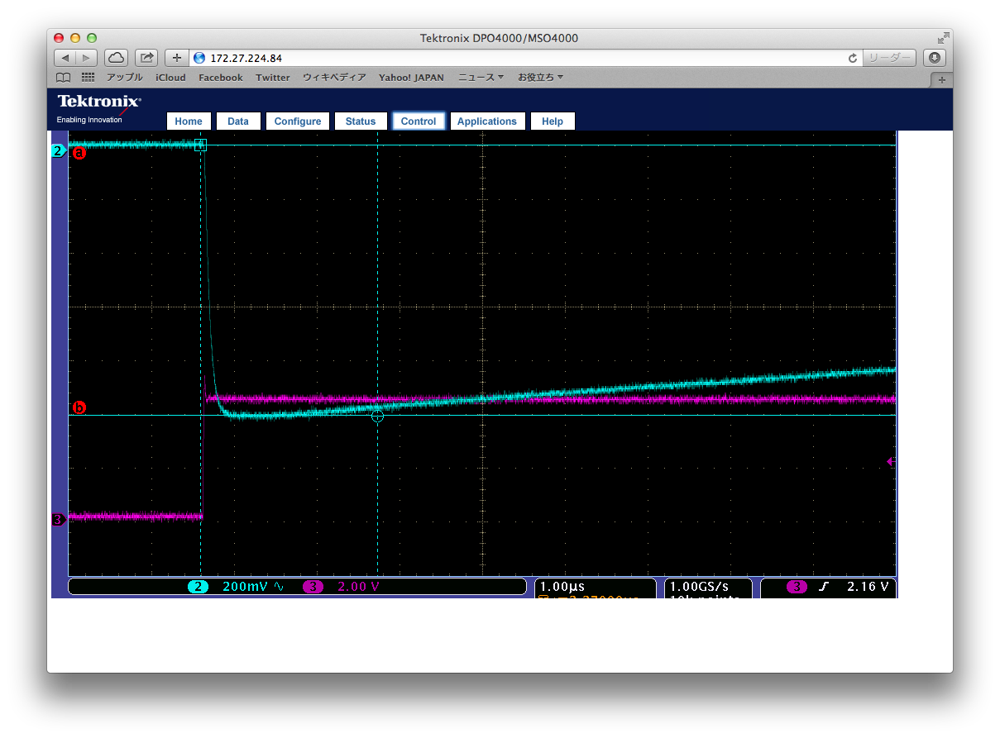 Tektronix DPO4000/MSO4000
172.27.224.84
リーダー
アップル iCloud Facebook Twitter ウィキペディア Yahoo! JAPAN ニュース ▼ お役立ち ▼
Tektronix
Enabling Innovation
Home Data Configure Status Control Applications Help
2 a
b
3
2 200mV 3 2.00 V 1.00µs 1.00GS/s 3 2.16 V
10k points